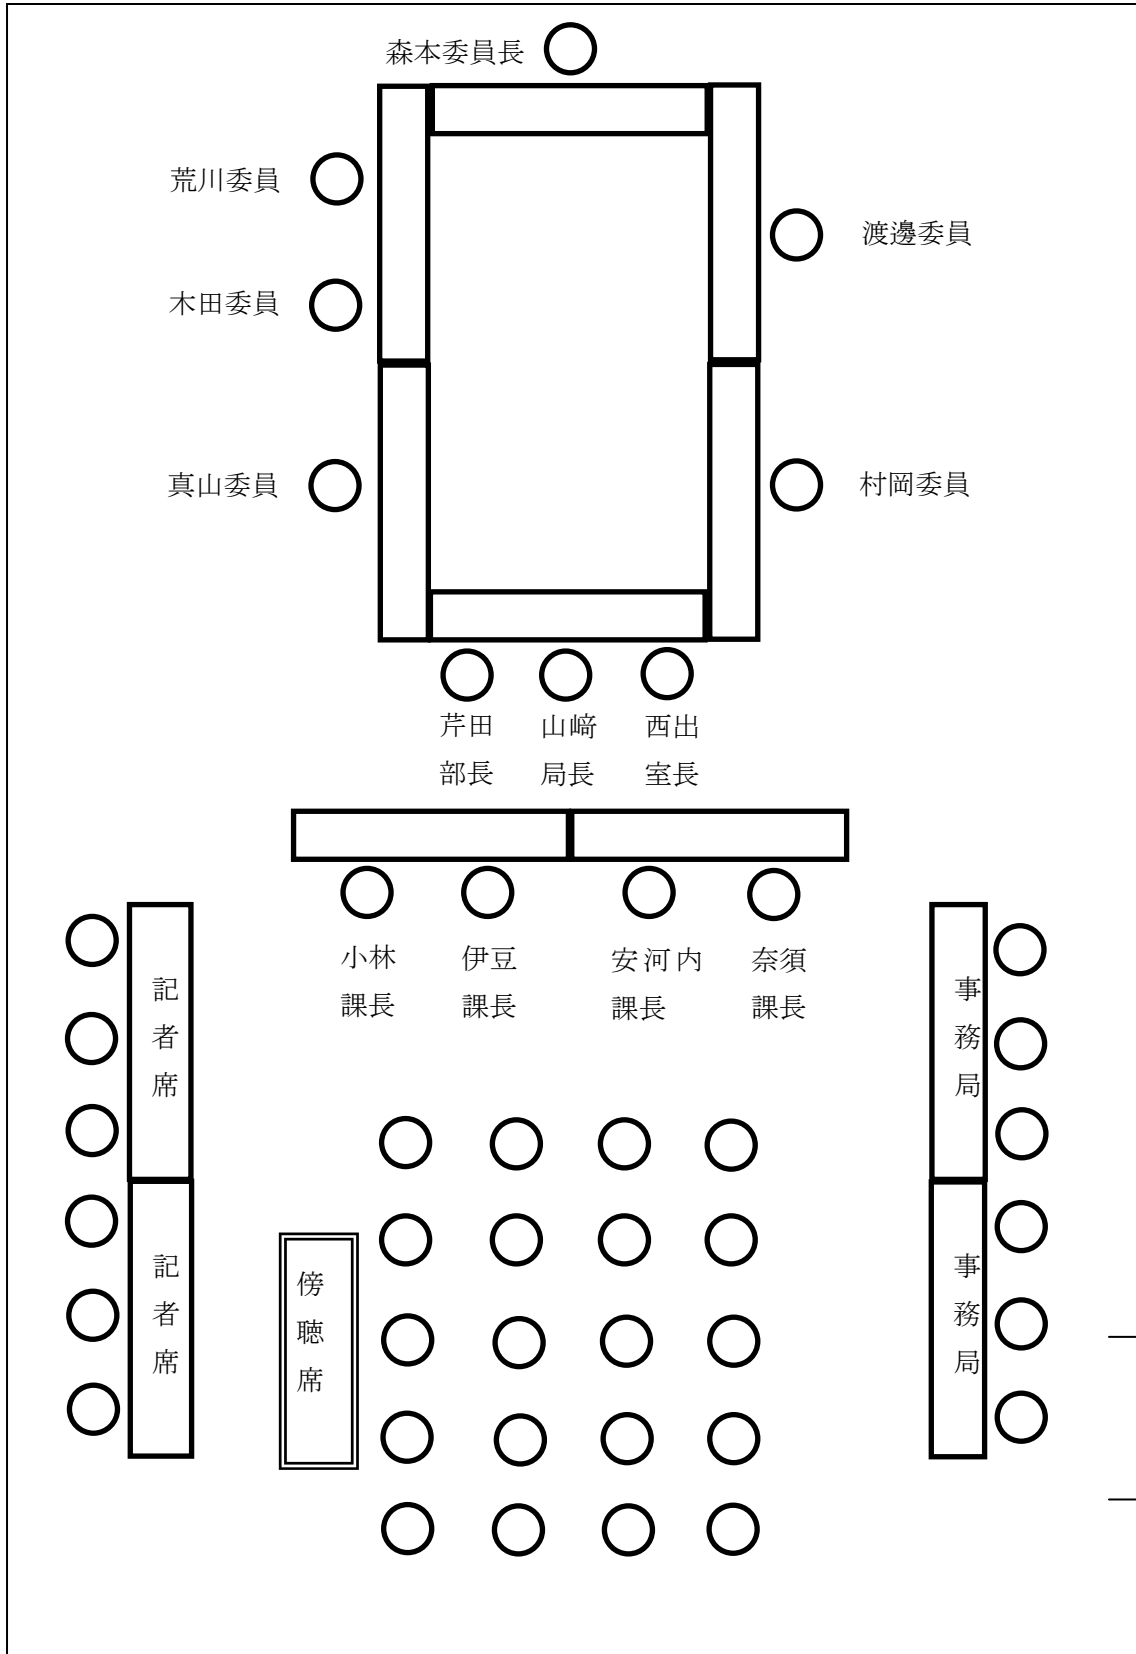 森本委員長
荒川委員
渡邊委員
木田委員
真山委員
村岡委員
芹田
部長
山﨑
局長
西出
室長
小林
課長
伊豆
課長
安河内
課長
奈須
課長
記者席
事務局
記者席
事務局
傍聴席